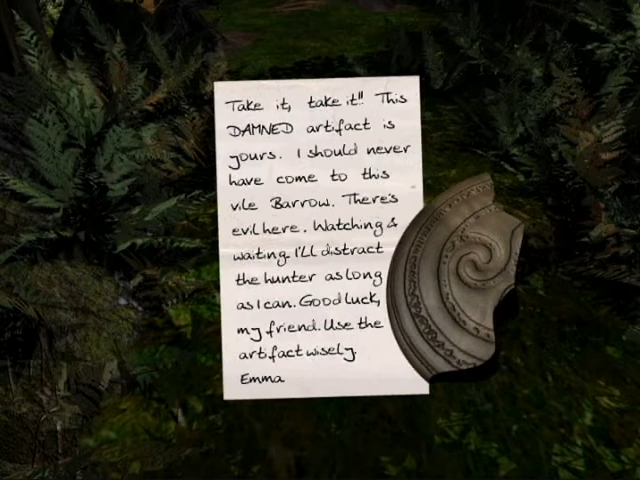 Take it, take it!! This
DAMNED artifact is
yours. I should never
have come to this
vile Barrow. There's
evil here. Watching &
waiting. I'll distract
the hunter as long
as I can. Good luck,
my friend. Use the
artifact wisely.
Emma